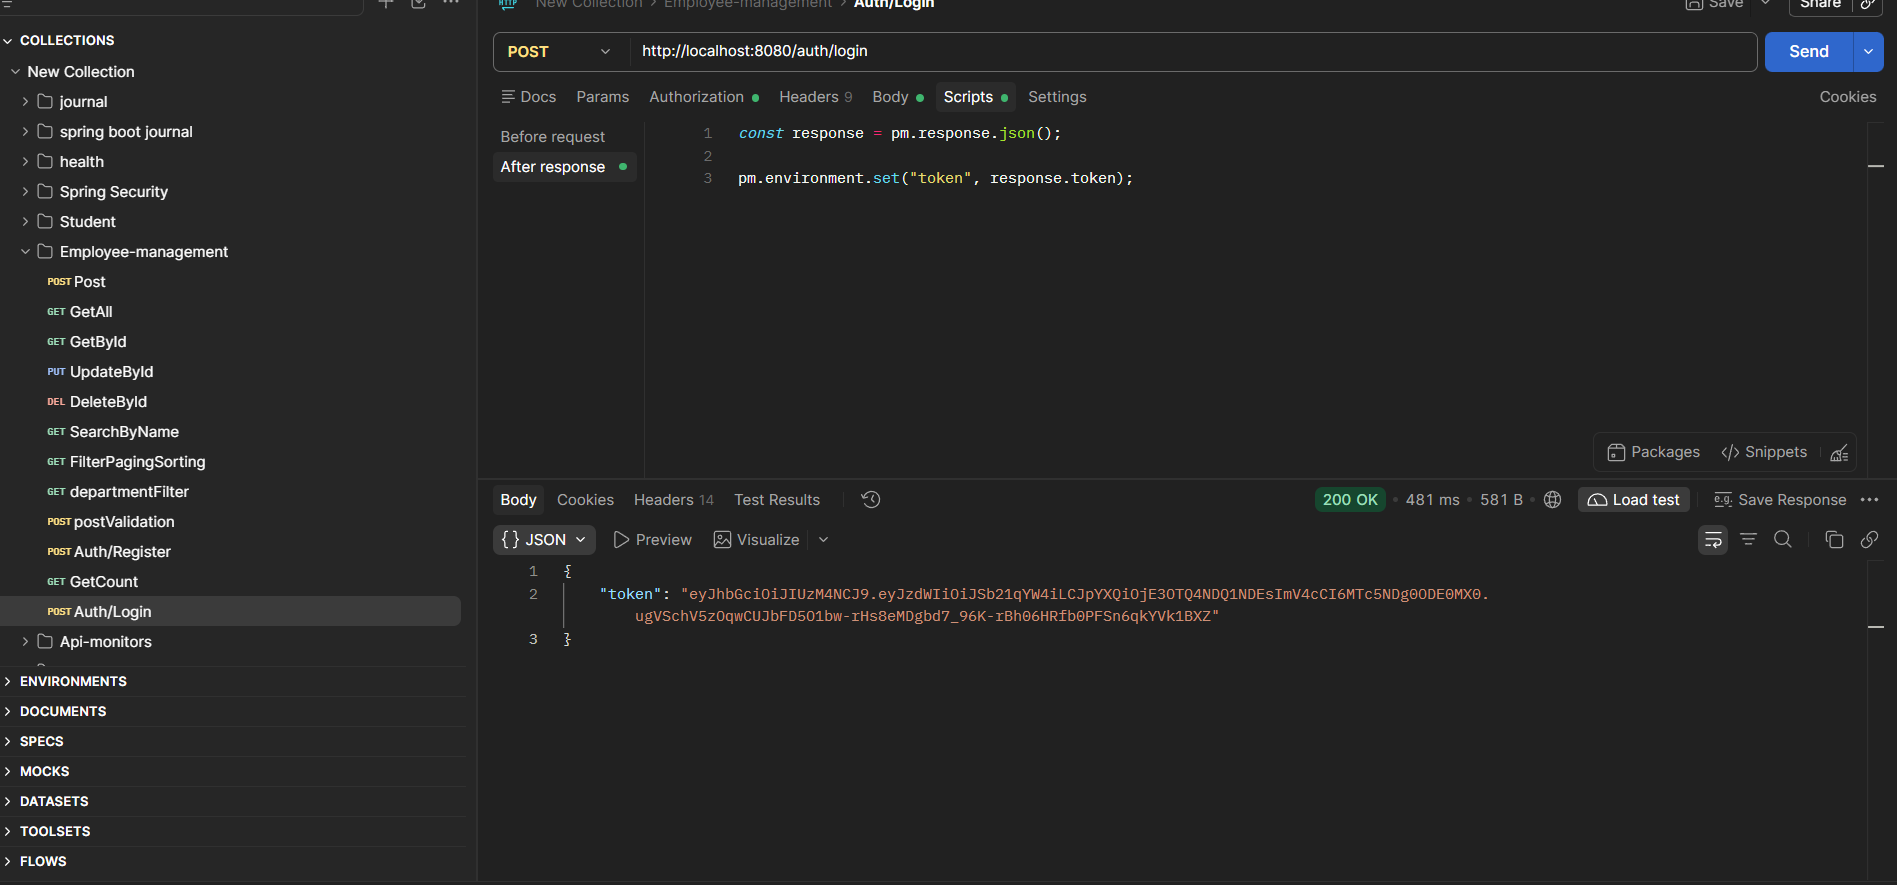 New Collection > Employee-management > Auth/Login
Save
Share
COLLECTIONS
New Collection
journal
spring boot journal
health
Spring Security
Student
Employee-management
POST Post
GET GetAll
GET GetById
PUT UpdateById
DEL DeleteById
GET SearchByName
GET FilterPagingSorting
GET departmentFilter
POST postValidation
POST Auth/Register
GET GetCount
POST Auth/Login
Api-monitors
ENVIRONMENTS
DOCUMENTS
SPECS
MOCKS
DATASETS
TOOLSETS
FLOWS
HTTP
POST
http://localhost:8080/auth/login
Send
Docs Params Authorization Headers 9 Body Scripts Settings
Cookies
Before request
After response
1 const response = pm.response.json();
2
3 pm.environment.set("token", response.token);
Packages
</> Snippets
Body Cookies Headers 14 Test Results
200 OK • 481 ms • 581 B
Load test
e.g. Save Response
{} JSON
Preview
Visualize
1 {
2 "token": "eyJhbGciOiJIUzM4NCJ9.eyJzdWIiOiJSb21qYW4iLCJpYXQiOjE3OTQ4NDQ1NDEsImV4cCI6MTc5NDg0ODE0MX0.
ugVSchV5zOqwCUJbFD5O1bw-rHs8eMDgbd7_96K-rBh06HRfb0PFSn6qkYVk1BXZ"
3 }